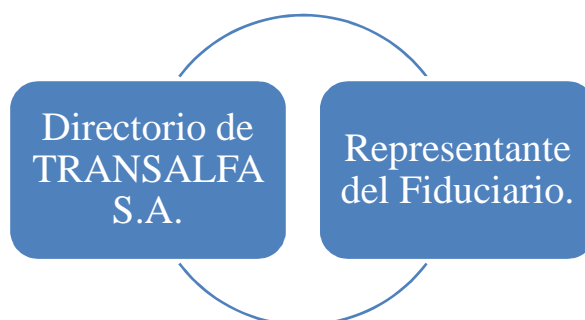 Directorio de
TRANSALFA
S.A.
Representante
del Fiduciario.